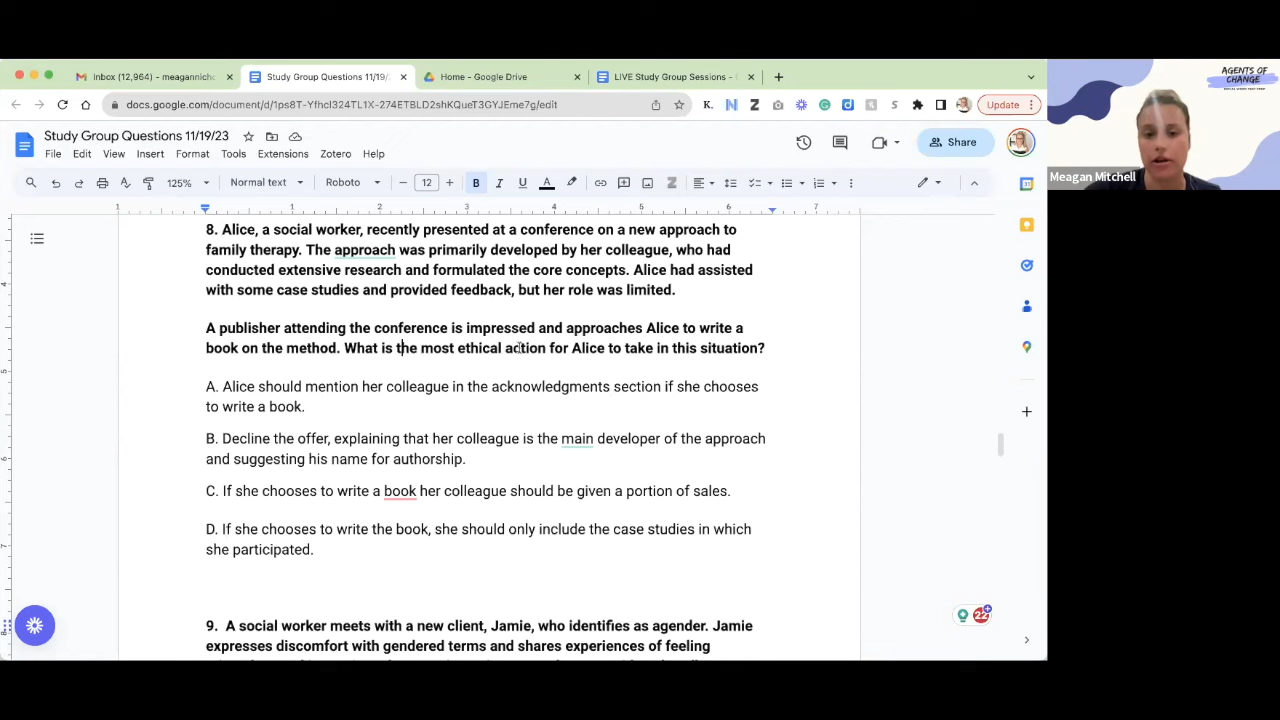 Inbox (12,964) - meagannich
Study Group Questions 11/19/23
Home - Google Drive
LIVE Study Group Sessions -
docs.google.com/document/d/1ps8T-Yfhcl324TL1X-274ETBLD2shKQueT3GYJEme7g/edit
Update
AGENTS OF
CHANGE
Study Group Questions 11/19/23
File Edit View Insert Format Tools Extensions Zotero Help
Share
Meagan Mitchell
125% Normal text Roboto 12 B I U A
1 1 2 3 4 5 6 7
8. Alice, a social worker, recently presented at a conference on a new approach to
family therapy. The approach was primarily developed by her colleague, who had
conducted extensive research and formulated the core concepts. Alice had assisted
with some case studies and provided feedback, but her role was limited.
A publisher attending the conference is impressed and approaches Alice to write a
book on the method. What is the most ethical action for Alice to take in this situation?
A. Alice should mention her colleague in the acknowledgments section if she chooses
to write a book.
B. Decline the offer, explaining that her colleague is the main developer of the approach
and suggesting his name for authorship.
C. If she chooses to write a book her colleague should be given a portion of sales.
D. If she chooses to write the book, she should only include the case studies in which
she participated.
22
9. A social worker meets with a new client, Jamie, who identifies as agender. Jamie
expresses discomfort with gendered terms and shares experiences of feeling